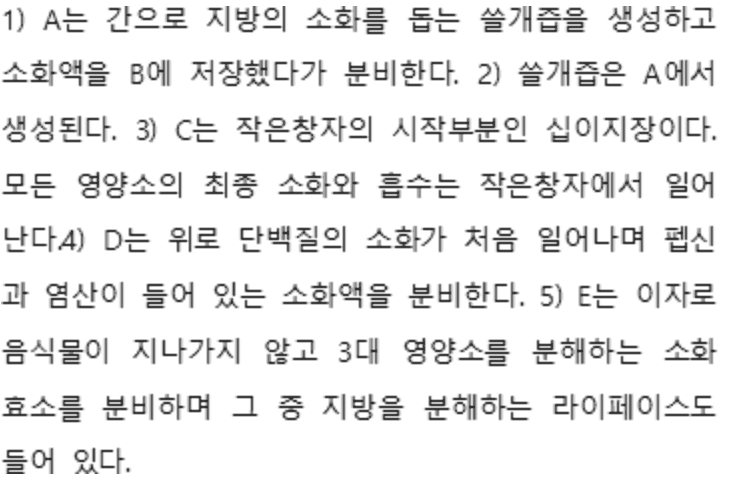 1) A는 간으로 지방의 소화를 돕는 쓸개즙을 생성하고
소화액을 B에 저장했다가 분비한다. 2) 쓸개즙은 A에서
생성된다. 3) C는 작은창자의 시작부분인 십이지장이다.
모든 영양소의 최종 소화와 흡수는 작은창자에서 일어
난다.4) D는 위로 단백질의 소화가 처음 일어나며 펩신
과 염산이 들어 있는 소화액을 분비한다. 5) E는 이자로
음식물이 지나가지 않고 3대 영양소를 분해하는 소화
효소를 분비하며 그 중 지방을 분해하는 라이페이스도
들어 있다.